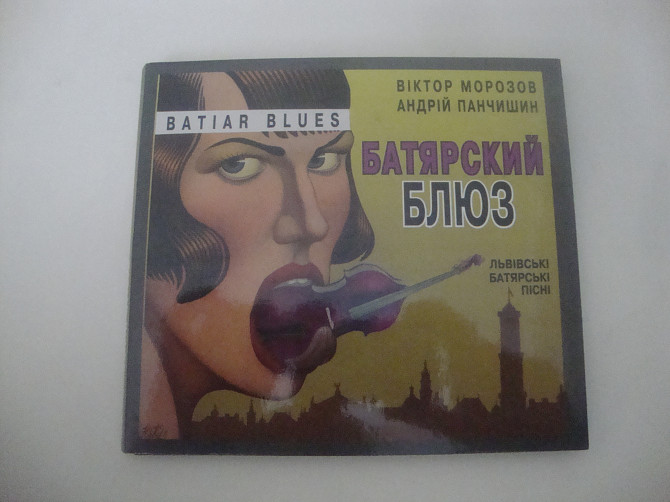 ВІКТОР МОРОЗОВ
АНДРІЙ ПАНЧИШИН
BATIAR BLUES
БАТЯРСКИЙ
БЛЮЗ
ЛЬВІВСЬКІ
БАТЯРСЬКІ
ПІСНІ